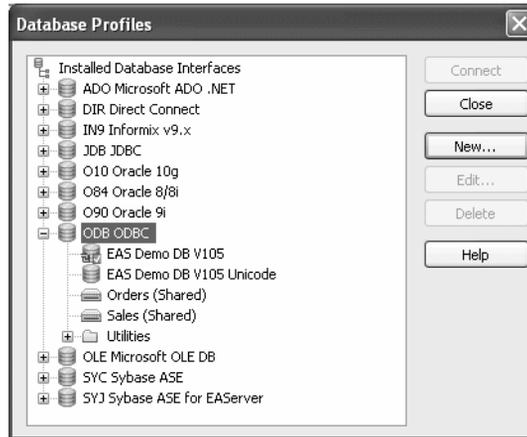 Database Profiles
Installed Database Interfaces
ADO Microsoft ADO .NET
DIR Direct Connect
IN9 Informix v9.x
JDB JDBC
O10 Oracle 10g
O84 Oracle 8/8i
O90 Oracle 9i
ODB ODBC
EAS Demo DB V105
EAS Demo DB V105 Unicode
Orders (Shared)
Sales (Shared)
Utilities
OLE Microsoft OLE DB
SYC Sybase ASE
SYJ Sybase ASE for EAServer
Connect
Close
New...
Edit...
Delete
Help